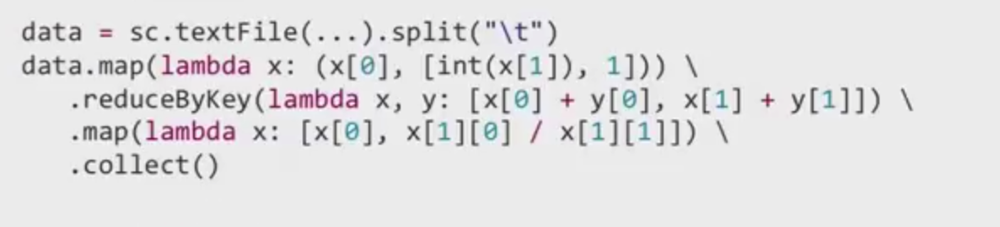 data = sc.textFile(...).split("\t")
data.map(lambda x: (x[0], [int(x[1]), 1])) \
    .reduceByKey(lambda x, y: [x[0] + y[0], x[1] + y[1]]) \
    .map(lambda x: [x[0], x[1][0] / x[1][1]]) \
    .collect()